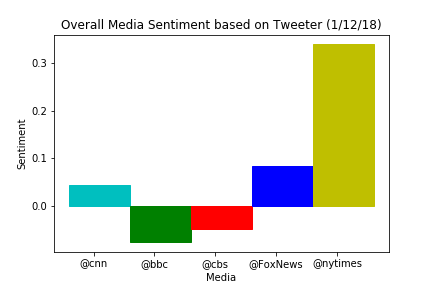 Overall Media Sentiment based on Tweeter (1/12/18)
0.3
0.2
0.1
0.0
Sentiment
@cnn @bbc @cbs @FoxNews @nytimes
Media